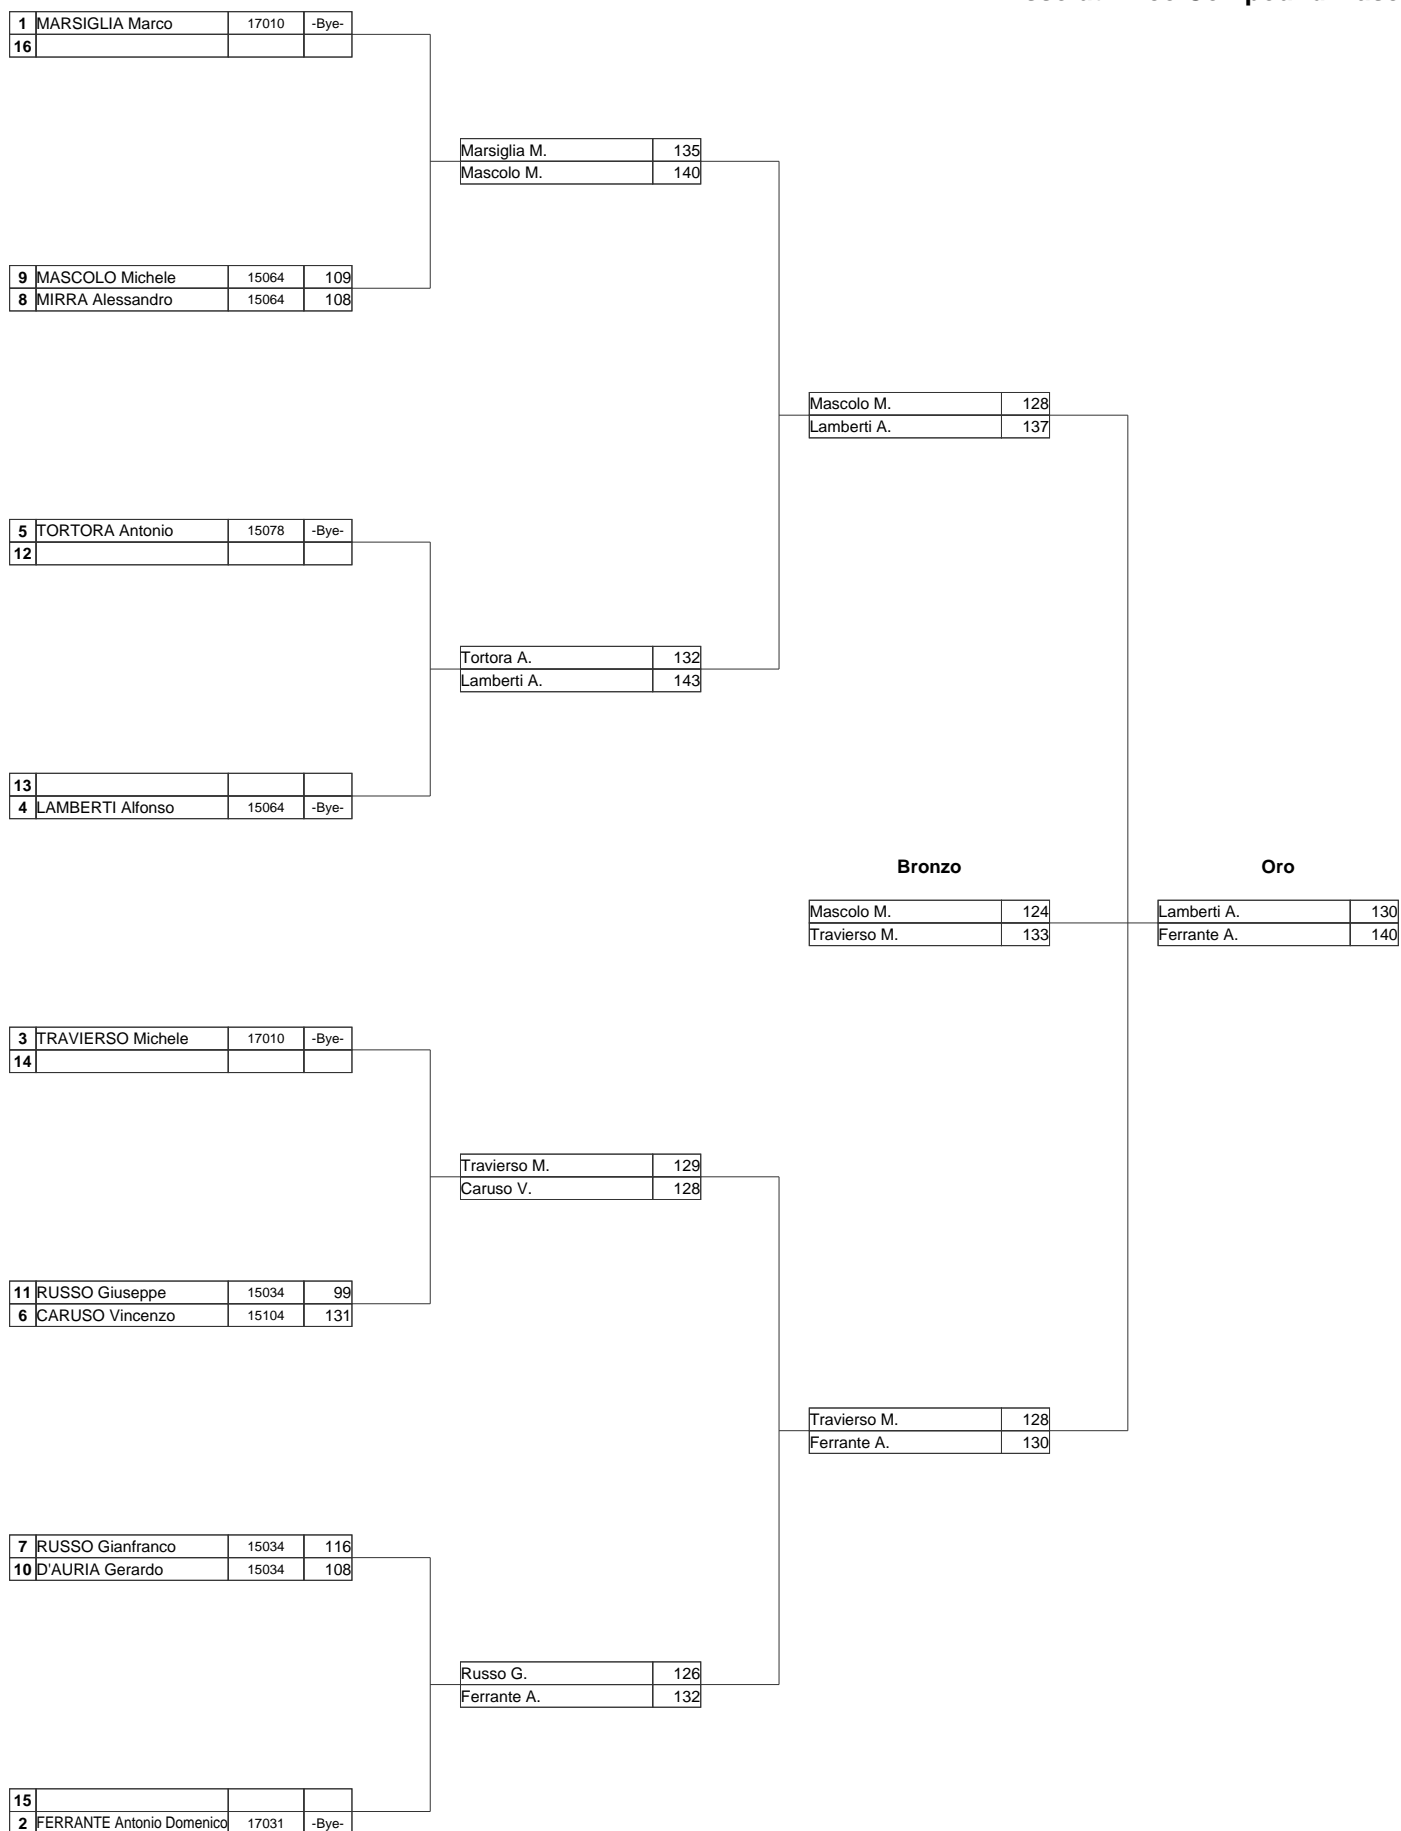 1 MARSIGLIA Marco 17010 -Bye-
16
Marsiglia M. 135
Mascolo M. 140
9 MASCOLO Michele 15064 109
8 MIRRA Alessandro 15064 108
Mascolo M. 128
Lamberti A. 137
5 TORTORA Antonio 15078 -Bye-
12
Tortora A. 132
Lamberti A. 143
13
4 LAMBERTI Alfonso 15064 -Bye-
Bronzo Oro
Mascolo M. 124 Lamberti A. 130
Travierso M. 133 Ferrante A. 140
3 TRAVIERSO Michele 17010 -Bye-
14
Travierso M. 129
Caruso V. 128
11 RUSSO Giuseppe 15034 99
6 CARUSO Vincenzo 15104 131
Travierso M. 128
Ferrante A. 130
7 RUSSO Gianfranco 15034 116
10 D'AURIA Gerardo 15034 108
Russo G. 126
Ferrante A. 132
15
2 FERRANTE Antonio Domenico 17031 -Bye-